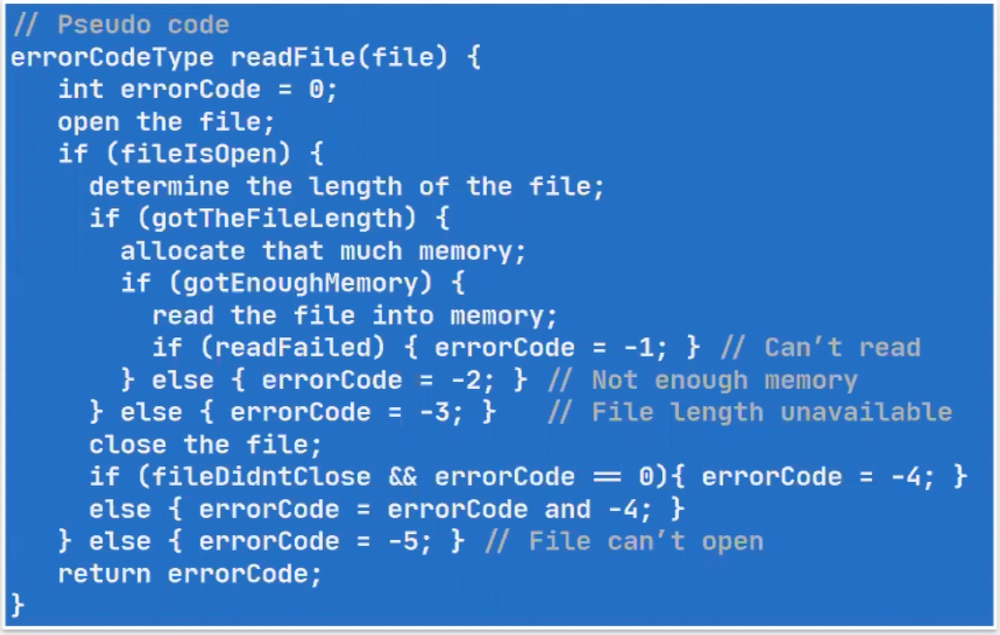 // Pseudo code
errorCodeType readFile(file) {
int errorCode = 0;
open the file;
if (fileIsOpen) {
determine the length of the file;
if (gotTheFileLength) {
allocate that much memory;
if (gotEnoughMemory) {
read the file into memory;
if (readFailed) { errorCode = -1; } // Can't read
} else { errorCode = -2; } // Not enough memory
} else { errorCode = -3; } // File length unavailable
close the file;
if (fileDidntClose && errorCode == 0){ errorCode = -4; }
else { errorCode = errorCode and -4; }
} else { errorCode = -5; } // File can't open
return errorCode;
}